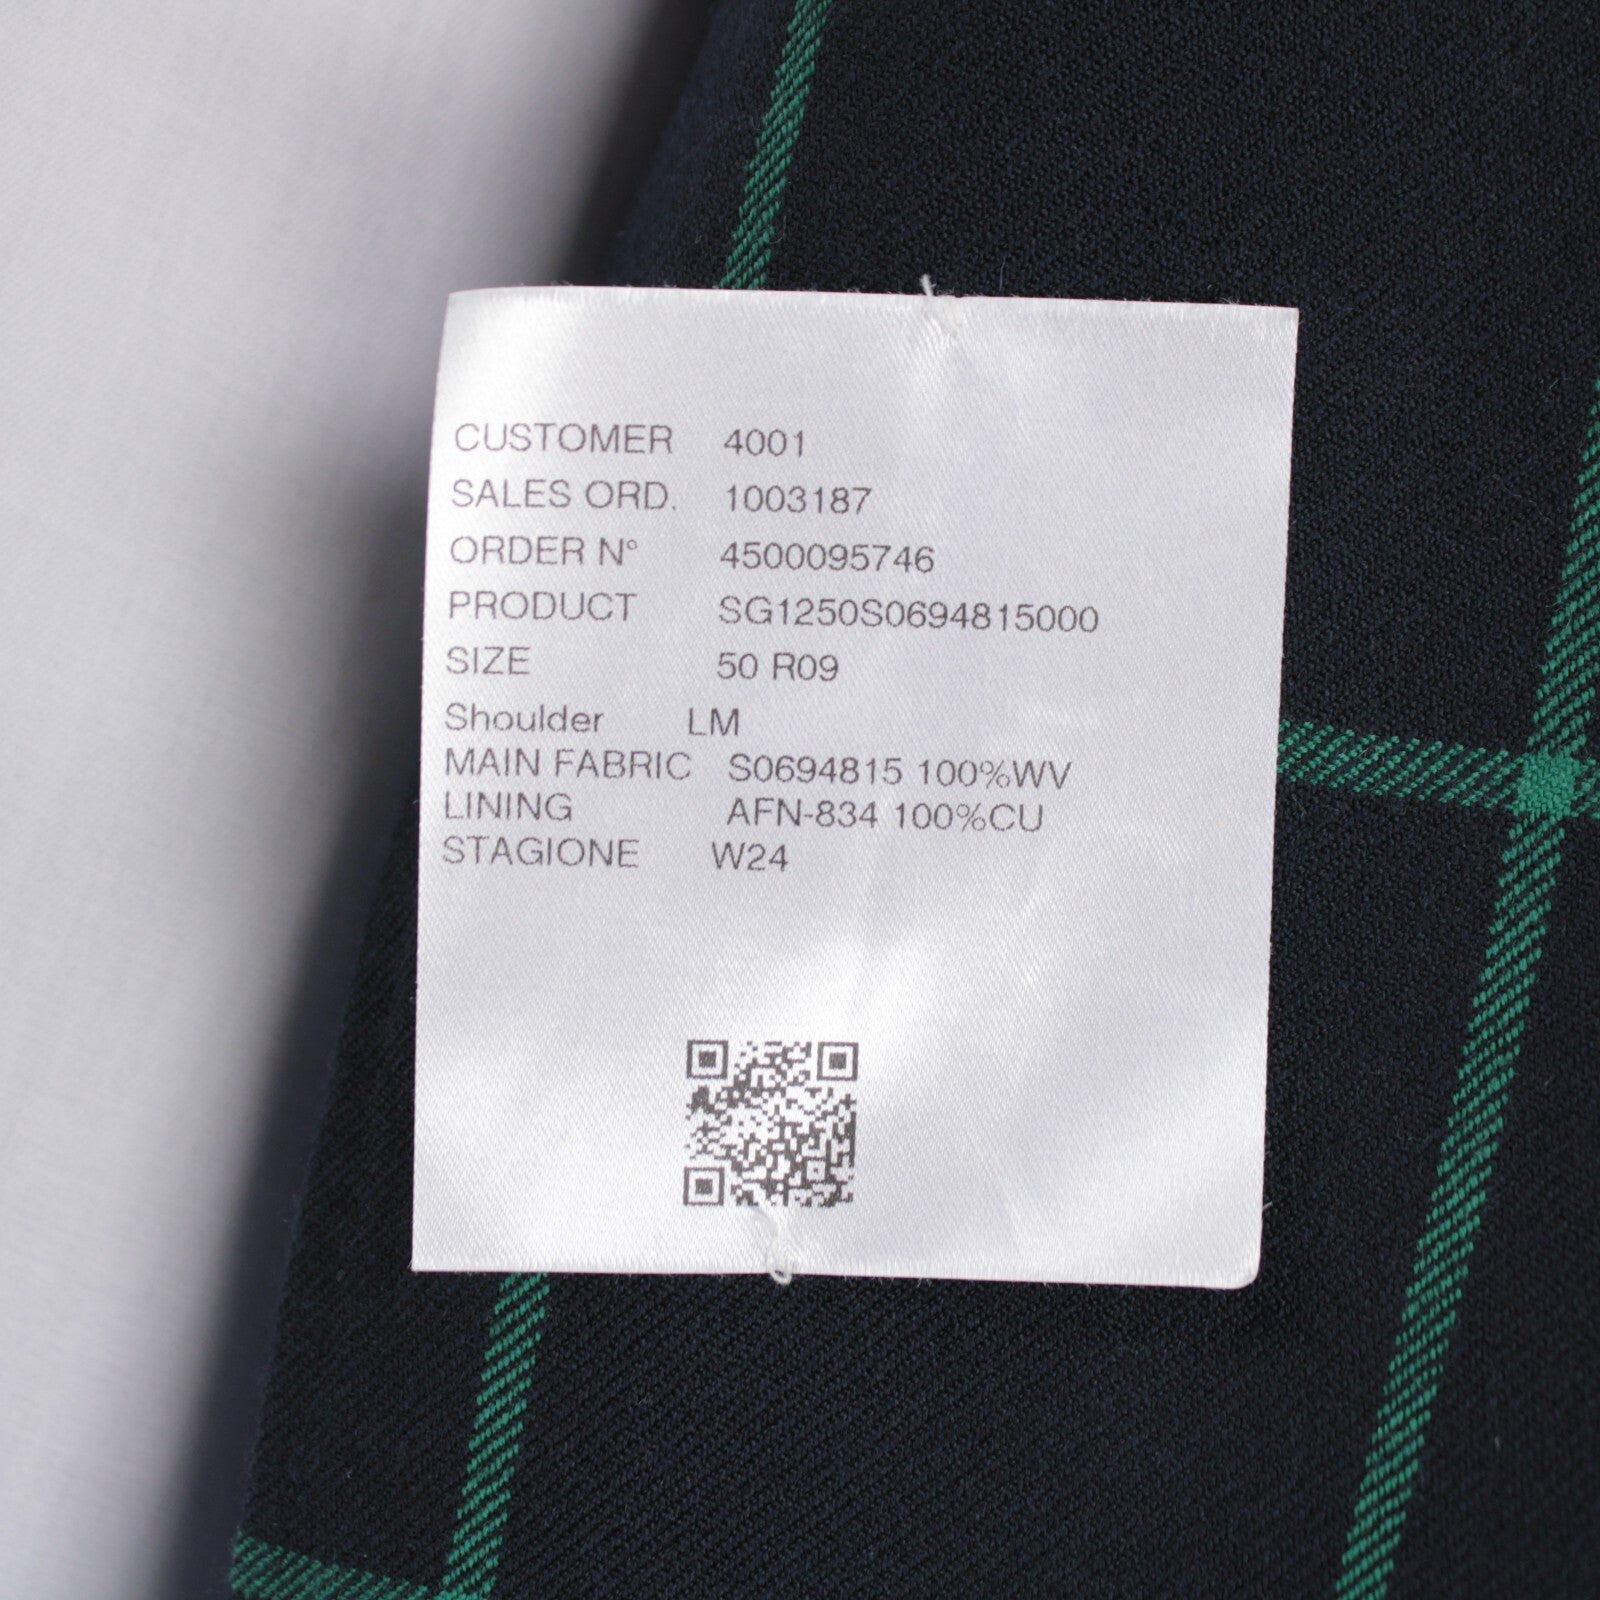 CUSTOMER 4001
SALES ORD. 1003187
ORDER N° 4500095746
PRODUCT SG1250S0694815000
SIZE 50 R09
Shoulder LM
MAIN FABRIC S0694815 100%WV
LINING AFN-834 100%CU
STAGIONE W24